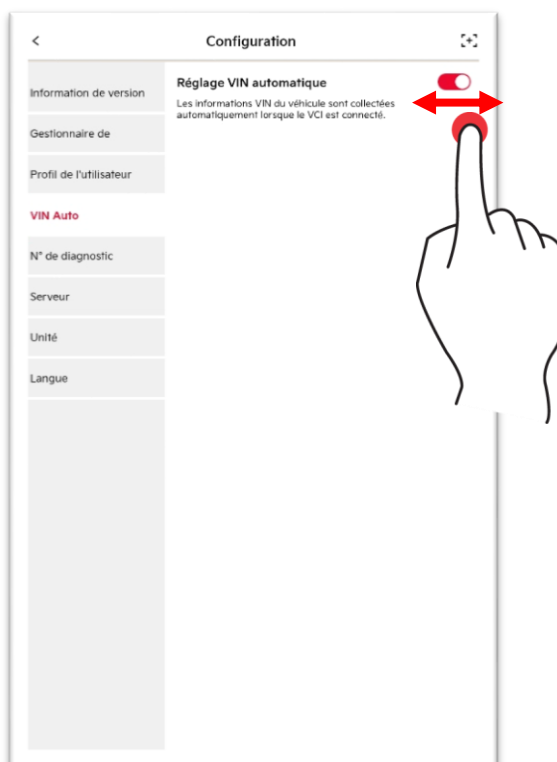 Configuration
Information de version
Gestionnaire de
Profil de l'utilisateur
VIN Auto
N° de diagnostic
Serveur
Unité
Langue
Réglage VIN automatique
Les informations VIN du véhicule sont collectées
automatiquement lorsque le VCI est connecté.